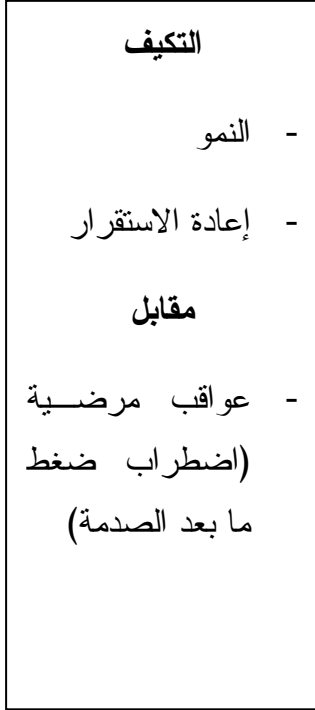 التكيف
- النمو
- إعادة الاستقرار
مقابل
- عواقب مرضية
(اضطراب ضغط
ما بعد الصدمة)